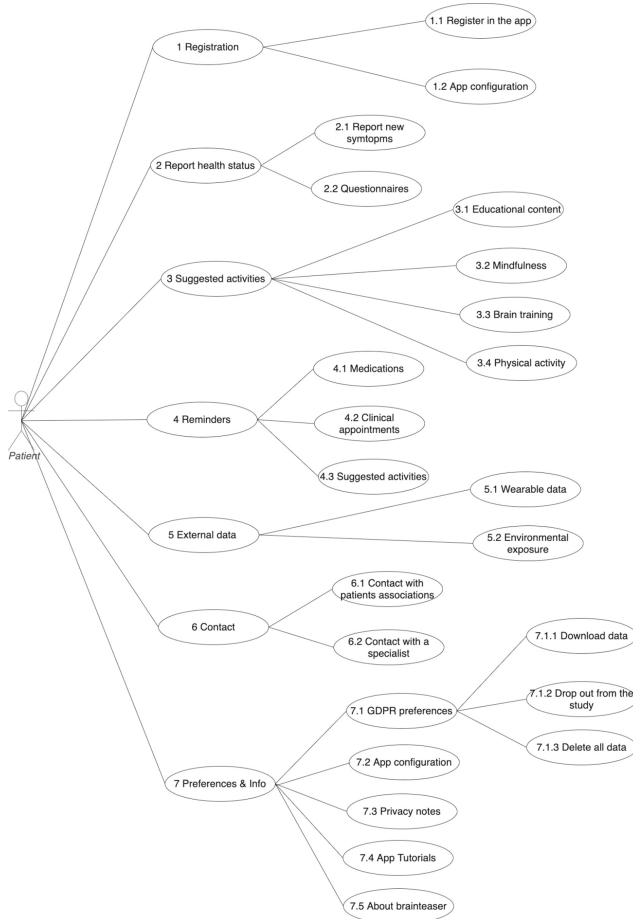 1.1 Register in the app
1 Registration
1.2 App configuration
2.1 Report new
symtopms
2 Report health status
2.2 Questionnaires
3.1 Educational content
3.2 Mindfulness
3 Suggested activities
3.3 Brain training
3.4 Physical activity
4.1 Medications
4 Reminders
4.2 Clinical
appointments
4.3 Suggested activities
Patient
5.1 Wearable data
5 External data
5.2 Environmental
exposure
6.1 Contact with
patients associations
6 Contact
6.2 Contact with a
specialist
7.1.1 Download data
7.1 GDPR preferences
7.1.2 Drop out from the
study
7.1.3 Delete all data
7.2 App configuration
7 Preferences & Info
7.3 Privacy notes
7.4 App Tutorials
7.5 About brainteaser